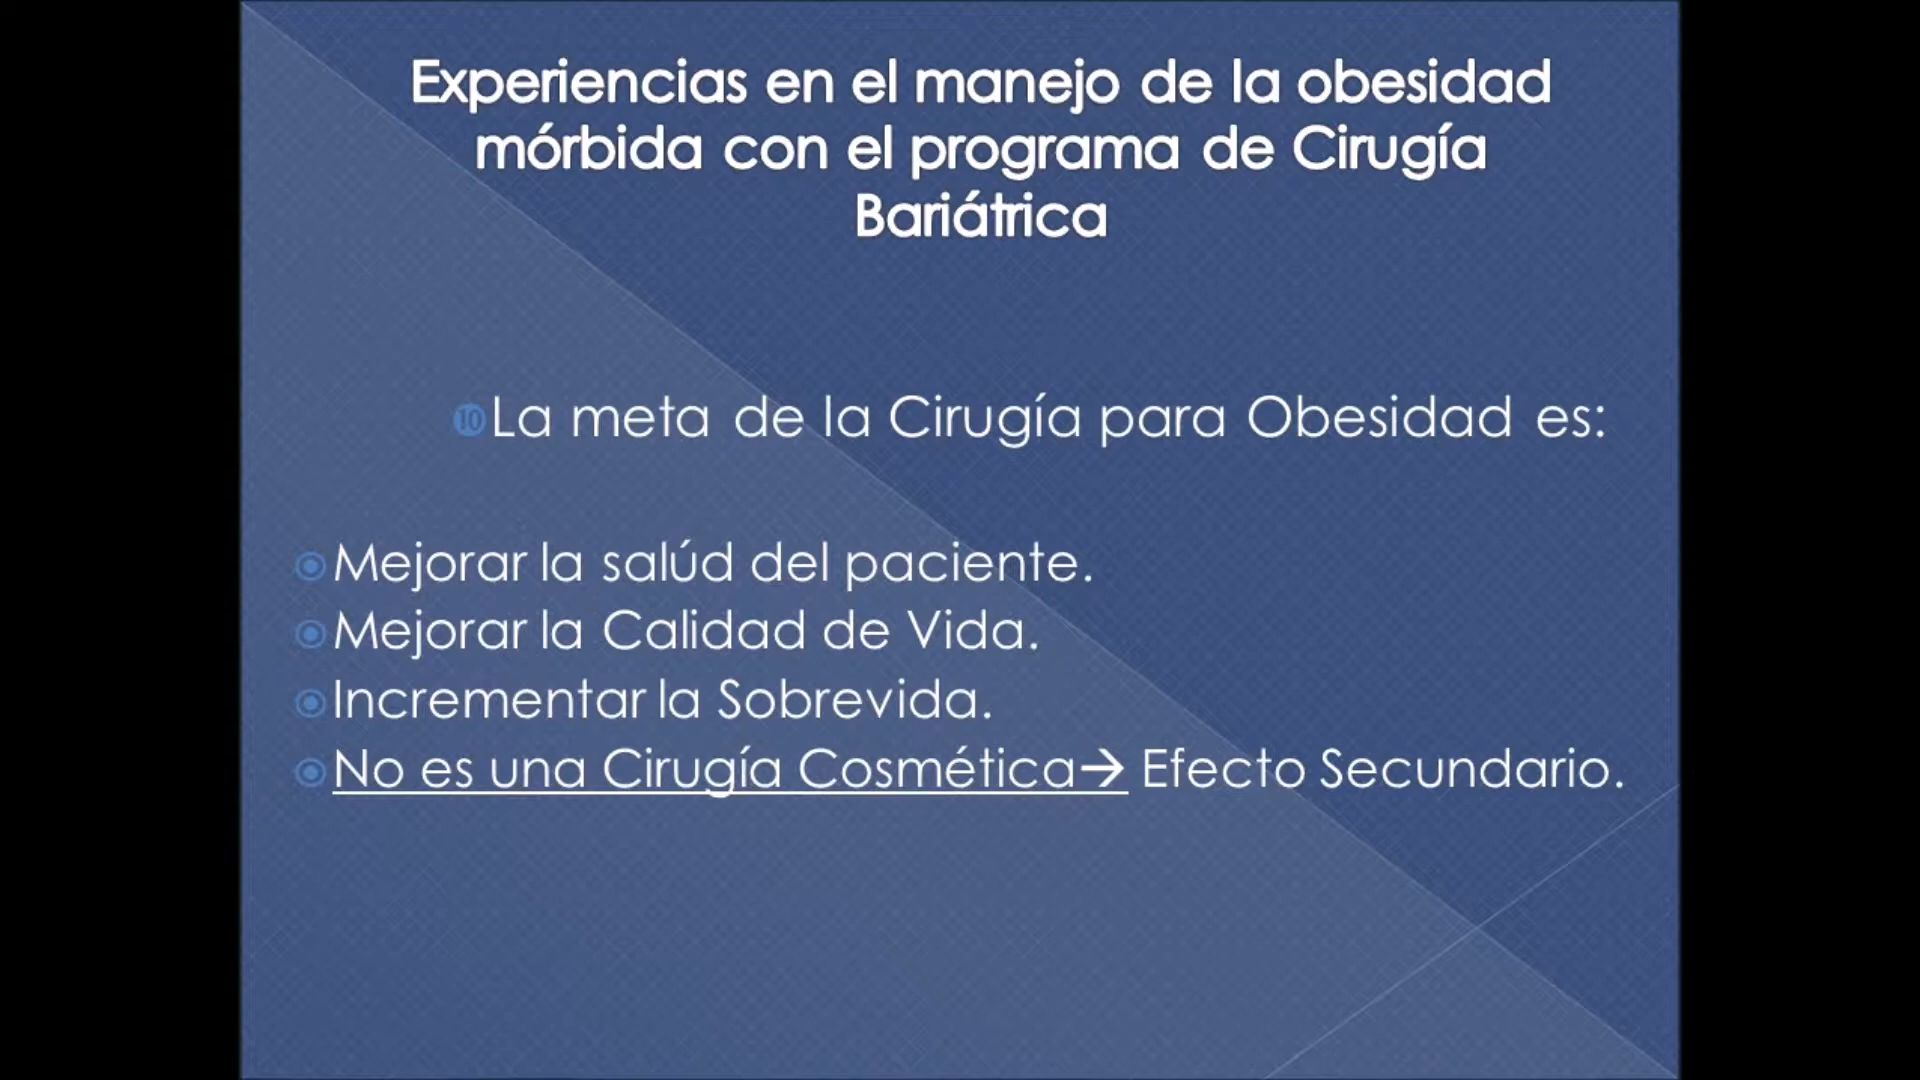 Experiencias en el manejo de la obesidad
mórbida con el programa de Cirugía
Bariátrica
❿La meta de la Cirugía para Obesidad es:
Mejorar la salúd del paciente.
Mejorar la Calidad de Vida.
Incrementar la Sobrevida.
No es una Cirugía Cosmética→ Efecto Secundario.